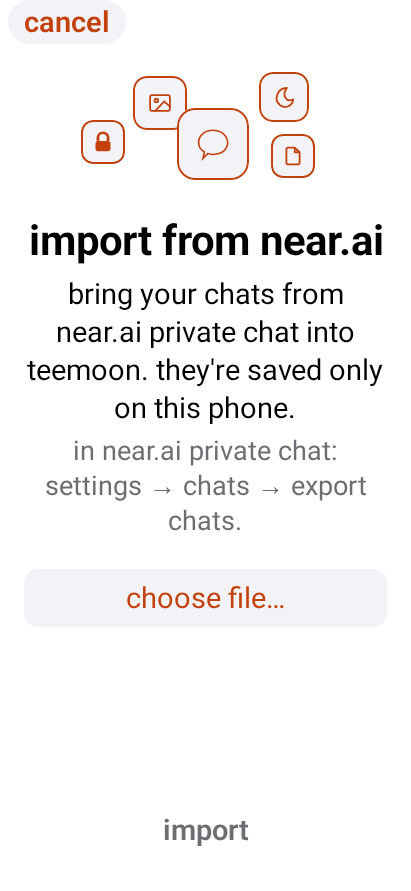 cancel
import from near.ai
bring your chats from
near.ai private chat into
teemoon. they're saved only
on this phone.
in near.ai private chat:
settings → chats → export
chats.
choose file…
import